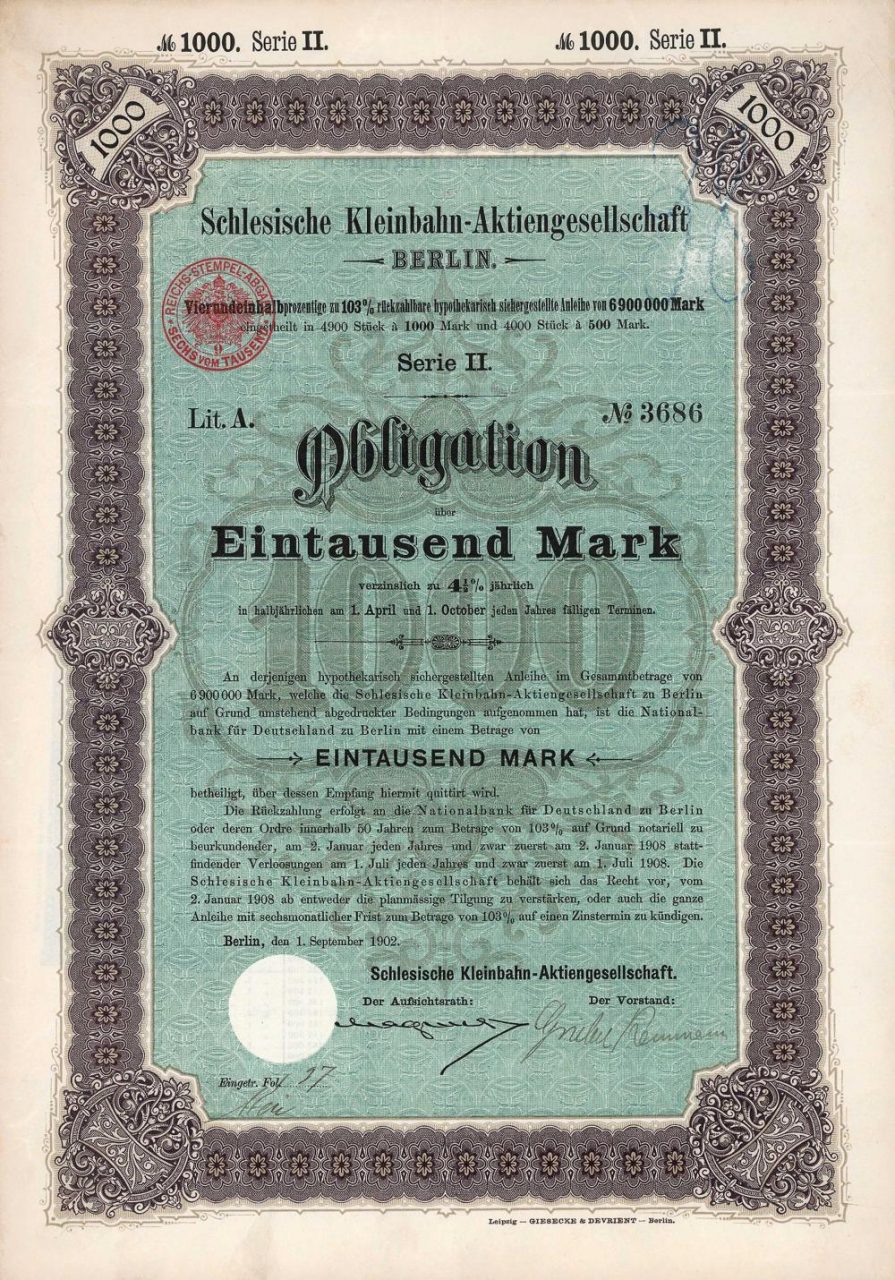 ℳ 1000. Serie II. ℳ 1000. Serie II.
1000 1000
Schlesische Kleinbahn-Aktiengesellschaft
BERLIN.
REICHS-STEMPEL-ABGABE
SECHS VOM TAUSEND
Vierundeinhalbprozentige zu 103% rückzahlbare hypothekarisch sichergestellte Anleihe von 6900000 Mark
eingetheilt in 4900 Stück à 1000 Mark und 4000 Stück à 500 Mark.
Serie II.
Lit. A. № 3686
Obligation
über
Eintausend Mark
1000
verzinslich zu 4½% jährlich
in halbjährlichen am 1. April und 1. October jeden Jahres fälligen Terminen.
An derjenigen hypothekarisch sichergestellten Anleihe im Gesammtbetrage von
6900000 Mark, welche die Schlesische Kleinbahn-Aktiengesellschaft zu Berlin
auf Grund umstehend abgedruckter Bedingungen aufgenommen hat, ist die National-
bank für Deutschland zu Berlin mit einem Betrage von
EINTAUSEND MARK
betheiligt, über dessen Empfang hiermit quittirt wird.
Die Rückzahlung erfolgt an die Nationalbank für Deutschland zu Berlin
oder deren Ordre innerhalb 50 Jahren zum Betrage von 103% auf Grund notariell zu
beurkundender, am 2. Januar jeden Jahres und zwar zuerst am 2. Januar 1908 statt-
findender Verloosungen am 1. Juli jeden Jahres und zwar zuerst am 1. Juli 1908. Die
Schlesische Kleinbahn-Aktiengesellschaft behält sich das Recht vor, vom
2. Januar 1908 ab entweder die planmässige Tilgung zu verstärken, oder auch die ganze
Anleihe mit sechsmonatlicher Frist zum Betrage von 103% auf einen Zinstermin zu kündigen.
Berlin, den 1. September 1902.
Schlesische Kleinbahn-Aktiengesellschaft.
Der Aufsichtsrath: Der Vorstand:
Eingetr. Fol. 97
Leipzig — GIESECKE & DEVRIENT — Berlin.